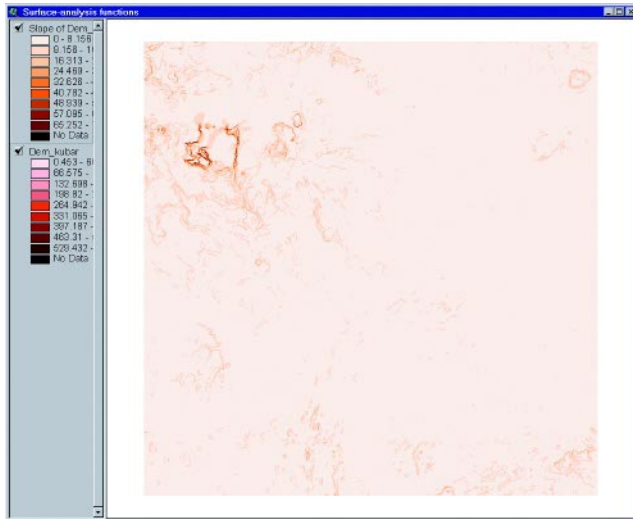 Surface-analysis functions
Slope of Dem_
0 - 8.156
8.156 - 1
16.313 -
24.469 -
32.626 -
40.782 -
48.939 -
57.095 -
65.252 -
No Data
Dem_kubar
0.453 - 6
66.575 -
132.698 -
198.82 -
264.942 -
331.065 -
397.187 -
463.31 -
529.432 -
No Data